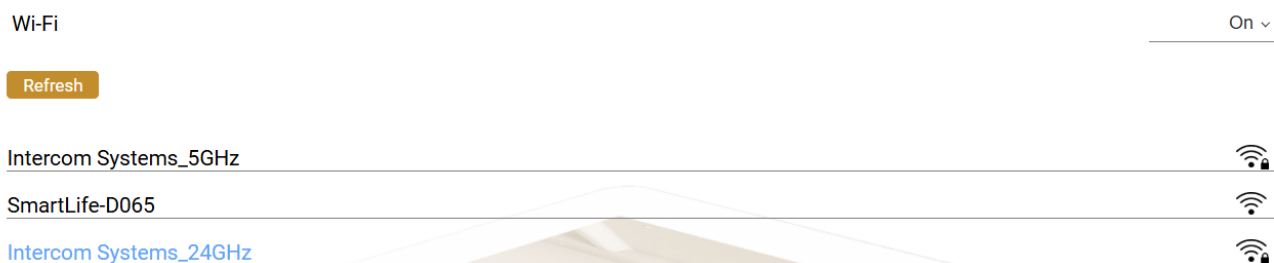 Wi-Fi On
Refresh
Intercom Systems_5GHz
SmartLife-D065
Intercom Systems_24GHz